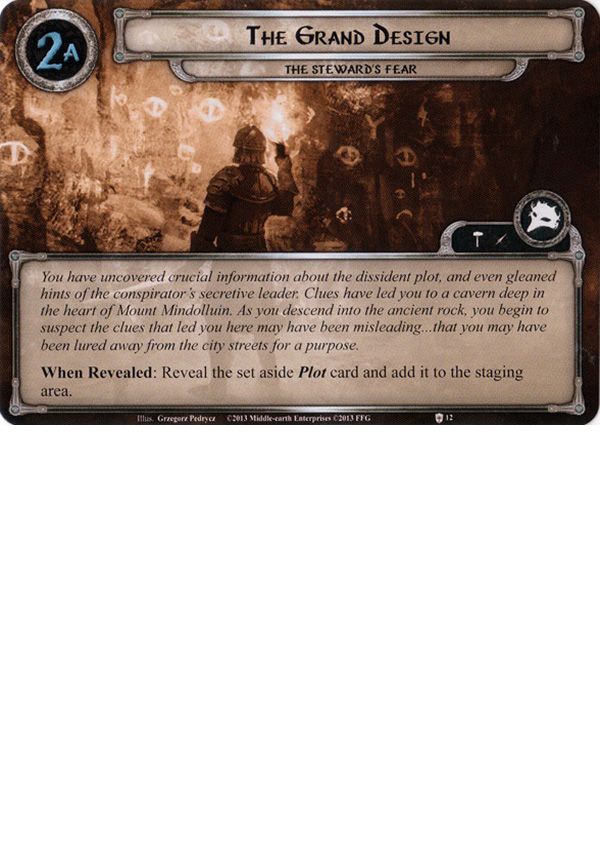 2A
THE GRAND DESIGN
THE STEWARD'S FEAR
You have uncovered crucial information about the dissident plot, and even gleaned
hints of the conspirator's secretive leader. Clues have led you to a cavern deep in
the heart of Mount Mindolluin. As you descend into the ancient rock, you begin to
suspect the clues that led you here may have been misleading...that you may have
been lured away from the city streets for a purpose.
When Revealed: Reveal the set aside Plot card and add it to the staging
area.
Illus. Grzegorz Pedrycz ©2013 Middle-earth Enterprises ©2013 FFG 12